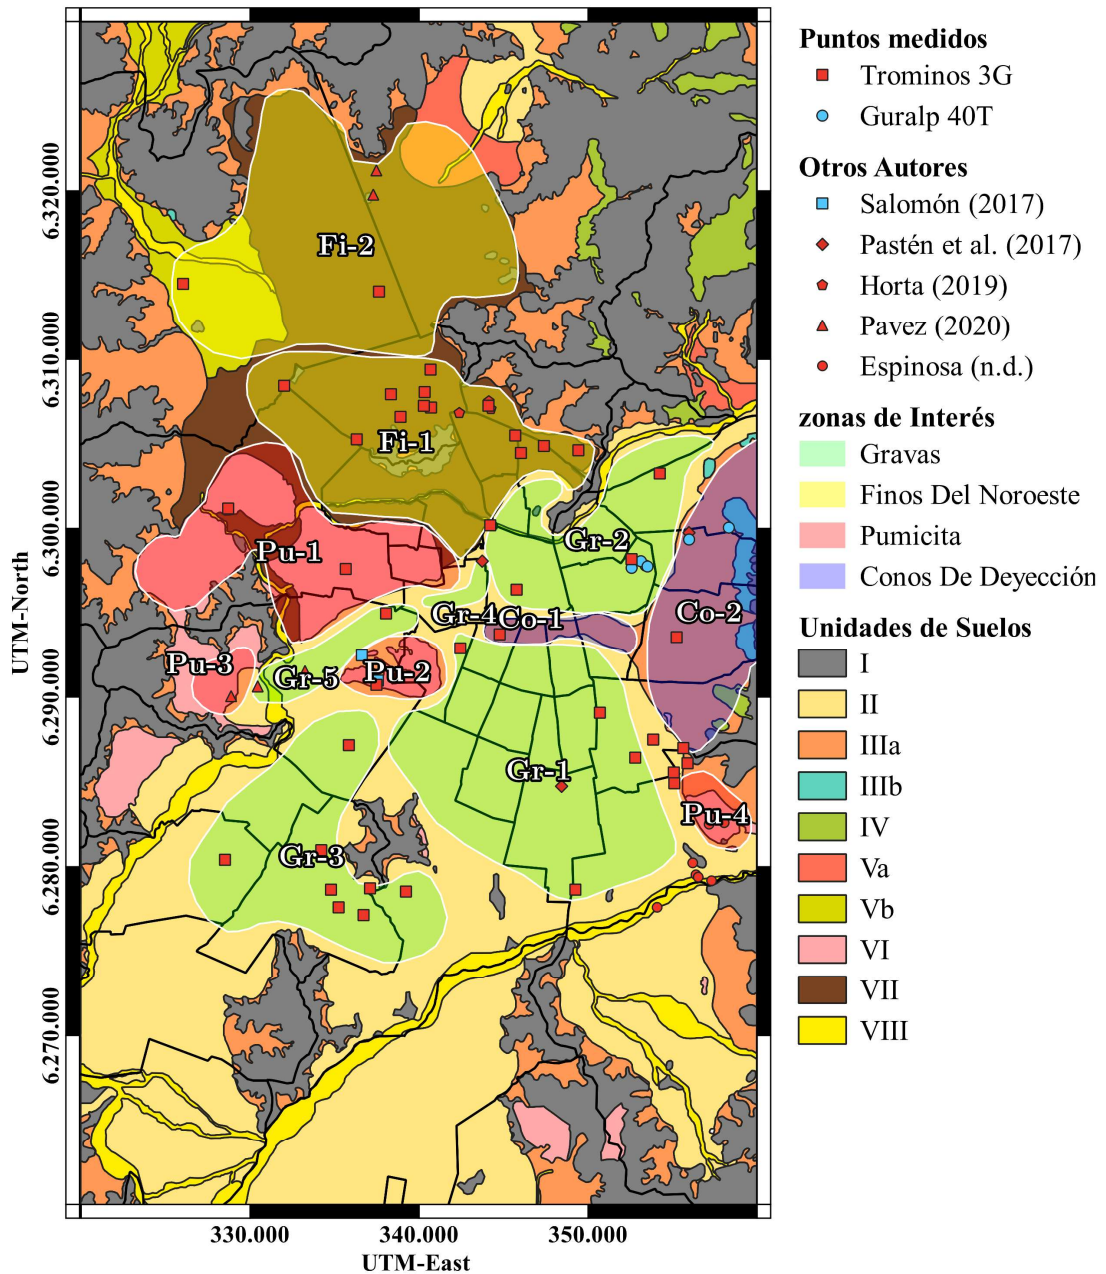 Puntos medidos
Trominos 3G
Guralp 40T
Otros Autores
Salomón (2017)
Pastén et al. (2017)
Horta (2019)
Pavez (2020)
Espinosa (n.d.)
zonas de Interés
Gravas
Finos Del Noroeste
Pumicita
Conos De Deyección
Unidades de Suelos
I
II
IIIa
IIIb
IV
Va
Vb
VI
VII
VIII
Fi-2
Fi-1
Pu-1
Gr-2
Gr-4
Co-1
Co-2
Pu-3
Gr-5
Pu-2
Gr-1
Pu-4
Gr-3
UTM-North
6.320.000
6.310.000
6.300.000
6.290.000
6.280.000
6.270.000
330.000
340.000
350.000
UTM-East